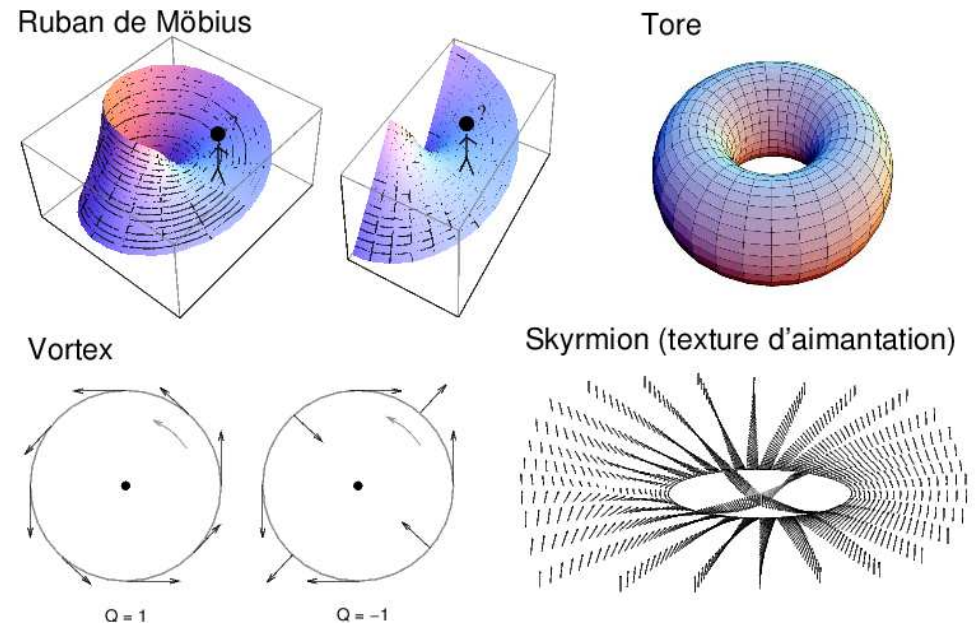 Ruban de Möbius
Tore
?
?
Vortex
Skyrmion (texture d'aimantation)
Q = 1
Q = −1